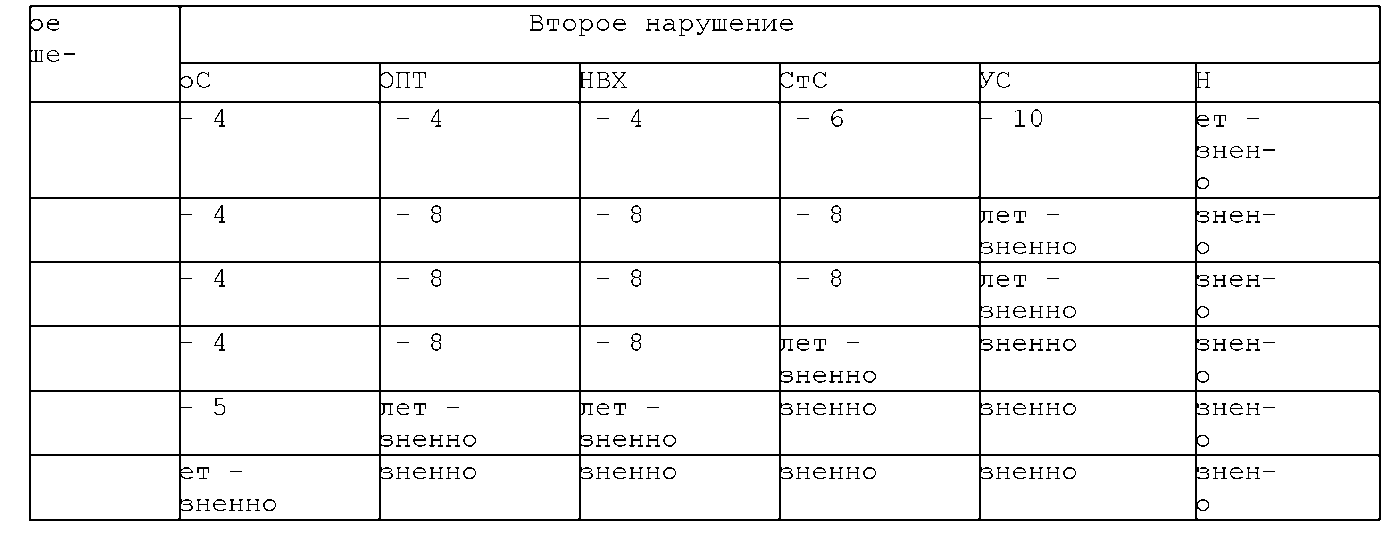 ое Второе нарушение
ше-
оС ОПТ НВХ СтС УС Н
- 4 - 4 - 4 - 6 - 10 ет -
знен-
о
- 4 - 8 - 8 - 8 лет - знен-
зненно о
- 4 - 8 - 8 - 8 лет - знен-
зненно о
- 4 - 8 - 8 лет - зненно знен-
зненно о
- 5 лет - лет - зненно зненно знен-
зненно зненно о
ет - зненно зненно зненно зненно знен-
зненно о